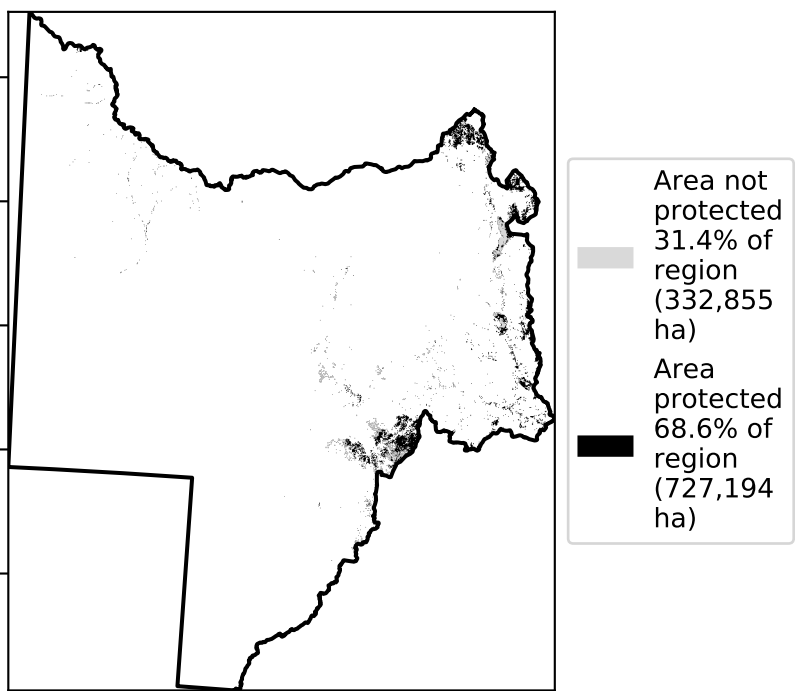 Area not
protected
31.4% of
region
(332,855
ha)
Area
protected
68.6% of
region
(727,194
ha)